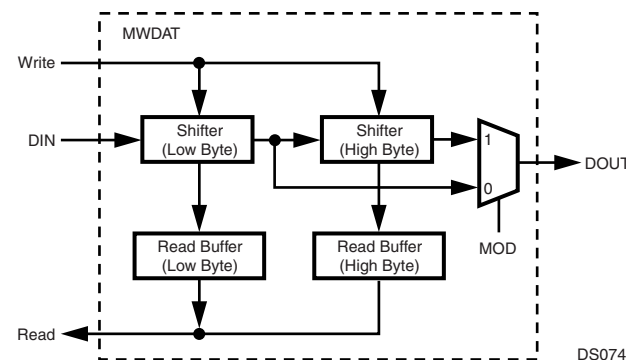 MWDAT
Write
Shifter
(Low Byte)
Shifter
(High Byte)
1
DIN
DOUT
0
Read Buffer
(Low Byte)
Read Buffer
(High Byte)
MOD
Read
DS074